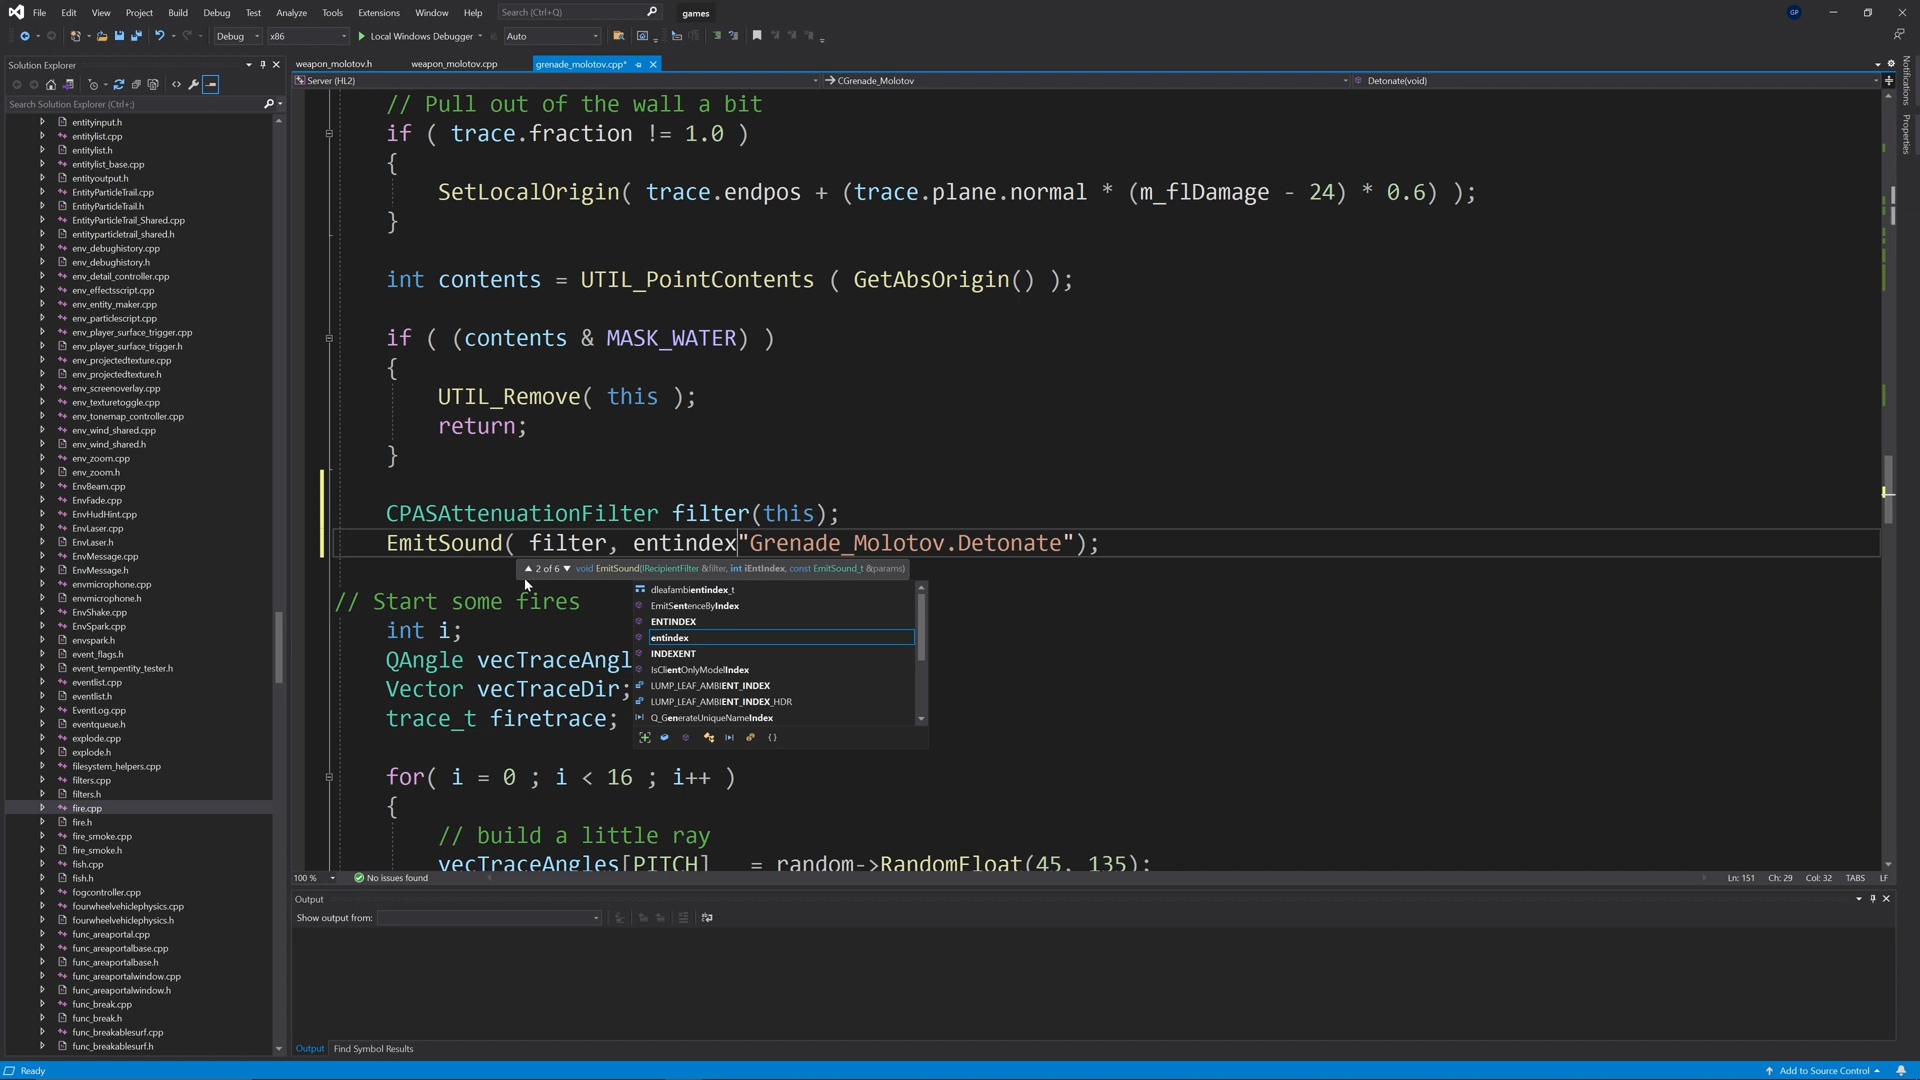 File Edit View Project Build Debug Test Analyze Tools Extensions Window Help Search (Ctrl+Q) games GP
Debug x86 Local Windows Debugger Auto
Solution Explorer
Search Solution Explorer (Ctrl+;)
entityinput.h
entitylist.cpp
entitylist.h
entitylist_base.cpp
entityoutput.h
EntityParticleTrail.cpp
EntityParticleTrail.h
EntityParticleTrail_Shared.cpp
entityparticletrail_shared.h
env_debughistory.cpp
env_debughistory.h
env_detail_controller.cpp
env_effectsscript.cpp
env_entity_maker.cpp
env_particlescript.cpp
env_player_surface_trigger.cpp
env_player_surface_trigger.h
env_projectedtexture.cpp
env_projectedtexture.h
env_screenoverlay.cpp
env_texturetoggle.cpp
env_tonemap_controller.cpp
env_wind_shared.cpp
env_wind_shared.h
env_zoom.cpp
env_zoom.h
EnvBeam.cpp
EnvFade.cpp
EnvHudHint.cpp
EnvLaser.cpp
EnvLaser.h
EnvMessage.cpp
EnvMessage.h
envmicrophone.cpp
envmicrophone.h
EnvShake.cpp
EnvSpark.cpp
envspark.h
event_flags.h
event_tempentity_tester.h
eventlist.cpp
eventlist.h
EventLog.cpp
eventqueue.h
explode.cpp
explode.h
filesystem_helpers.cpp
filters.cpp
filters.h
fire.cpp
fire.h
fire_smoke.cpp
fire_smoke.h
fish.cpp
fish.h
fogcontroller.cpp
fourwheelvehiclephysics.cpp
fourwheelvehiclephysics.h
func_areaportal.cpp
func_areaportalbase.cpp
func_areaportalbase.h
func_areaportalwindow.cpp
func_areaportalwindow.h
func_break.cpp
func_break.h
func_breakablesurf.cpp
func_breakablesurf.h
weapon_molotov.h weapon_molotov.cpp grenade_molotov.cpp*
Server (HL2) CGrenade_Molotov Detonate(void)
// Pull out of the wall a bit
if ( trace.fraction != 1.0 )
{
SetLocalOrigin( trace.endpos + (trace.plane.normal * (m_flDamage - 24) * 0.6) );
}
int contents = UTIL_PointContents ( GetAbsOrigin() );
if ( (contents & MASK_WATER) )
{
UTIL_Remove( this );
return;
}
CPASAttenuationFilter filter(this);
EmitSound( filter, entindex"Grenade_Molotov.Detonate");
2 of 6 void EmitSound(IRecipientFilter &filter, int iEntIndex, const EmitSound_t &params)
// Start some fires
int i;
QAngle vecTraceAngl
Vector vecTraceDir;
trace_t firetrace;
dleafambientindex_t
EmitSentenceByIndex
ENTINDEX
entindex
INDEXENT
IsClientOnlyModelIndex
LUMP_LEAF_AMBIENT_INDEX
LUMP_LEAF_AMBIENT_INDEX_HDR
Q_GenerateUniqueNameIndex
for( i = 0 ; i < 16 ; i++ )
{
// build a little ray
vecTraceAngles[PITCH] = random->RandomFloat(45, 135);
100 % No issues found Ln: 151 Ch: 29 Col: 32 TABS LF
Output
Show output from:
Output Find Symbol Results
Notifications
Properties
Ready Add to Source Control